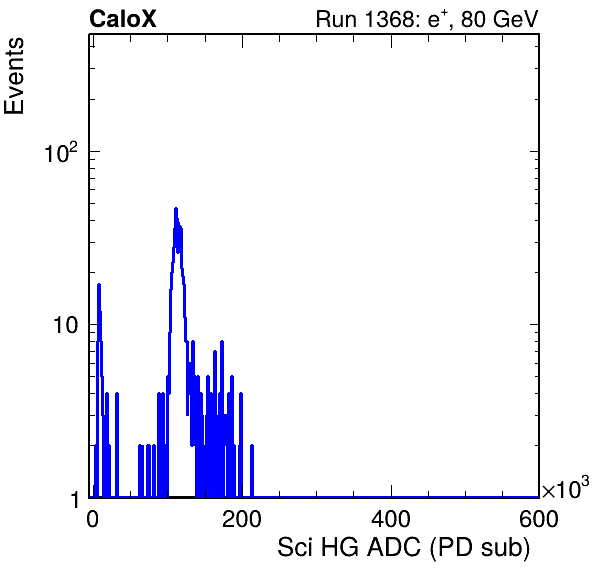 CaloX Run 1368: e⁺, 80 GeV
Events
10²
10
1
0 200 400 600
×10³
Sci HG ADC (PD sub)